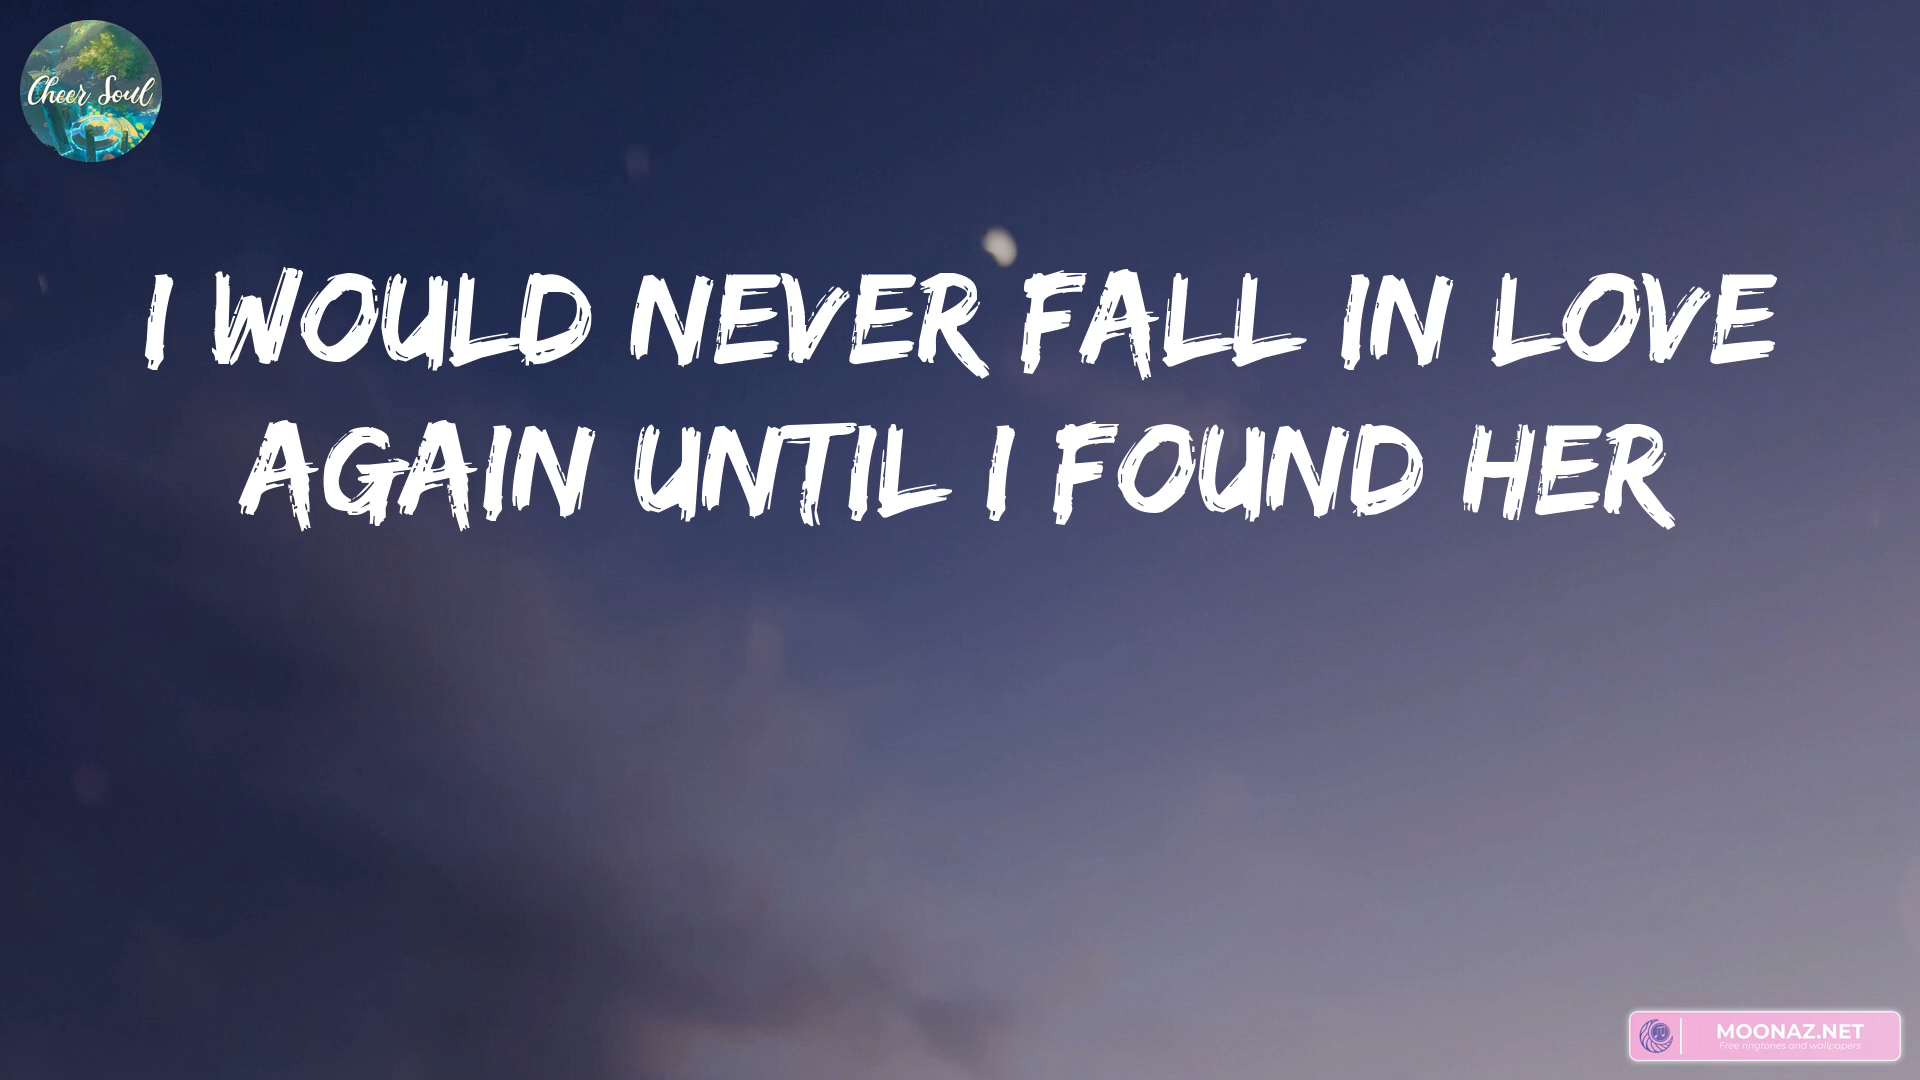 Cheer Soul
I WOULD NEVER FALL IN LOVE
AGAIN UNTIL I FOUND HER
MOONAZ.NET
Free ringtones and wallpapers